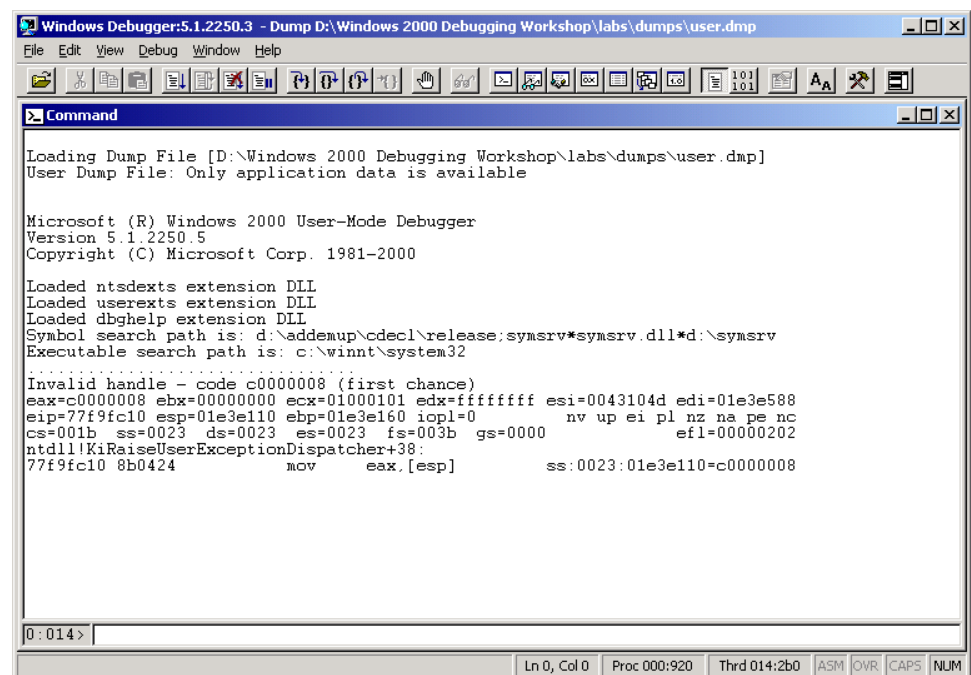 Windows Debugger:5.1.2250.3 - Dump D:\Windows 2000 Debugging Workshop\labs\dumps\user.dmp
File Edit View Debug Window Help
101
101
A A
Command
Loading Dump File [D:\Windows 2000 Debugging Workshop\labs\dumps\user.dmp]
User Dump File: Only application data is available
Microsoft (R) Windows 2000 User-Mode Debugger
Version 5.1.2250.5
Copyright (C) Microsoft Corp. 1981-2000
Loaded ntsdexts extension DLL
Loaded userexts extension DLL
Loaded dbghelp extension DLL
Symbol search path is: d:\addemup\cdecl\release;symsrv*symsrv.dll*d:\symsrv
Executable search path is: c:\winnt\system32
..................................
Invalid handle - code c0000008 (first chance)
eax=c0000008 ebx=00000000 ecx=01000101 edx=ffffffff esi=0043104d edi=01e3e588
eip=77f9fc10 esp=01e3e110 ebp=01e3e160 iopl=0         nv up ei pl nz na pe nc
cs=001b  ss=0023  ds=0023  es=0023  fs=003b  gs=0000             efl=00000202
ntdll!KiRaiseUserExceptionDispatcher+38:
77f9fc10 8b0424           mov     eax,[esp]         ss:0023:01e3e110=c0000008
0:014>
Ln 0, Col 0 Proc 000:920 Thrd 014:2b0 ASM OVR CAPS NUM